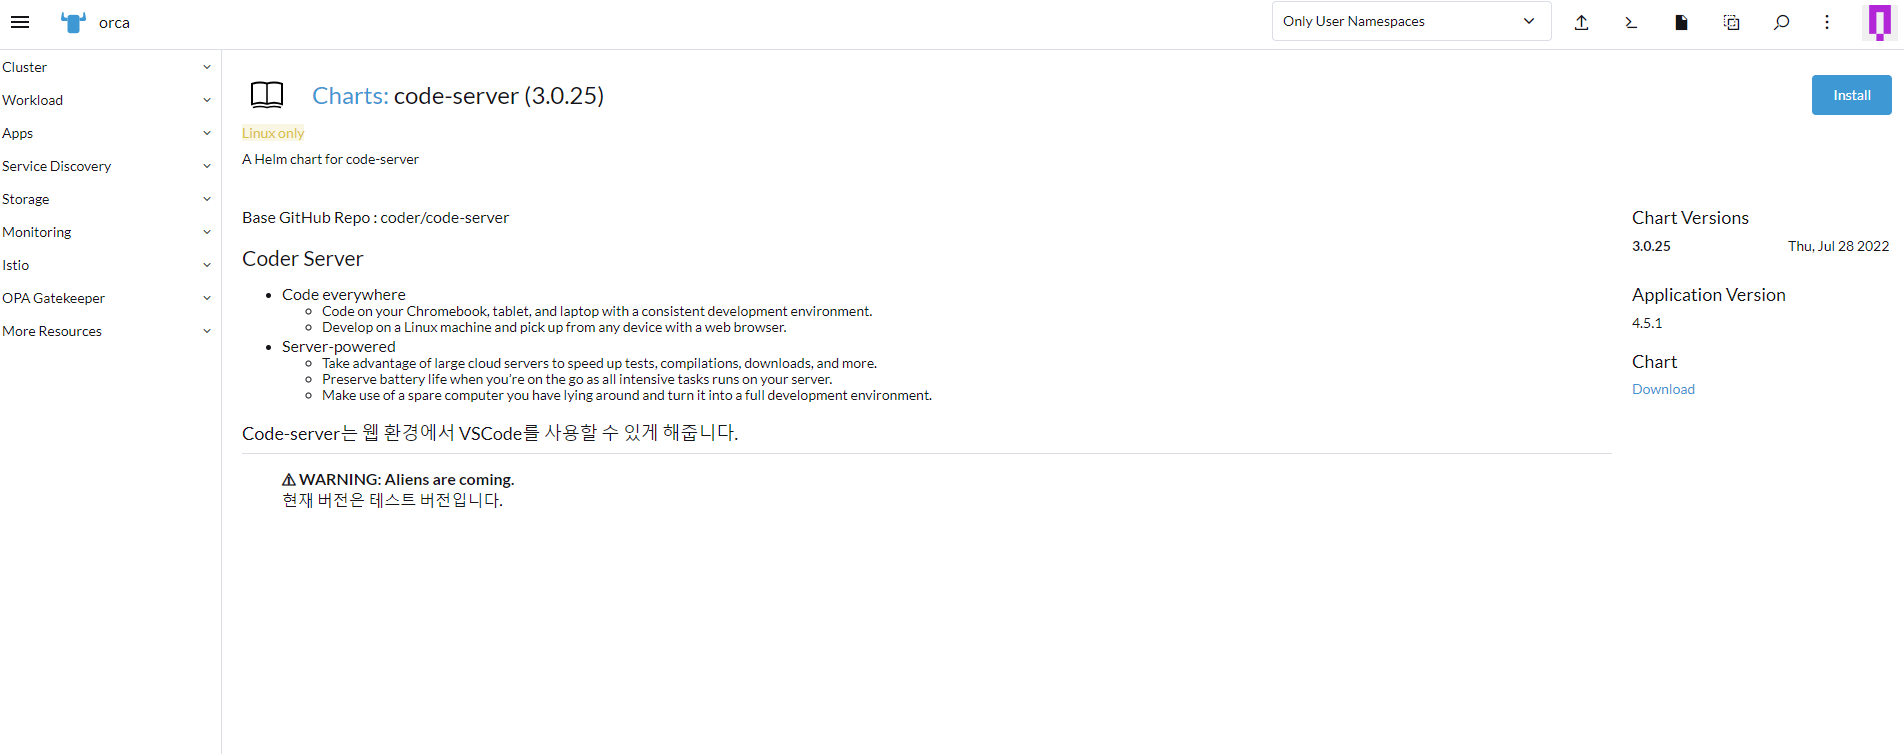 orca
Only User Namespaces
Cluster
Workload
Apps
Service Discovery
Storage
Monitoring
Istio
OPA Gatekeeper
More Resources
Charts: code-server (3.0.25)
Install
Linux only
A Helm chart for code-server
Base GitHub Repo : coder/code-server
Coder Server
Code everywhere
Code on your Chromebook, tablet, and laptop with a consistent development environment.
Develop on a Linux machine and pick up from any device with a web browser.
Server-powered
Take advantage of large cloud servers to speed up tests, compilations, downloads, and more.
Preserve battery life when you're on the go as all intensive tasks runs on your server.
Make use of a spare computer you have lying around and turn it into a full development environment.
Code-server는 웹 환경에서 VSCode를 사용할 수 있게 해줍니다.
⚠ WARNING: Aliens are coming.
현재 버전은 테스트 버전입니다.
Chart Versions
3.0.25 Thu, Jul 28 2022
Application Version
4.5.1
Chart
Download